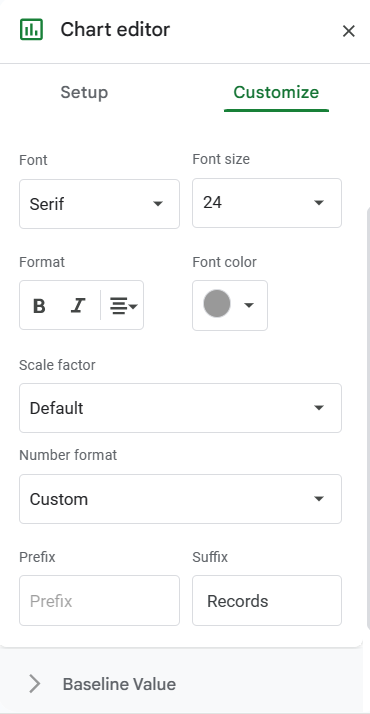 Chart editor
Setup Customize
Font Font size
Serif 24
Format Font color
B I
Scale factor
Default
Number format
Custom
Prefix Suffix
Prefix Records
Baseline Value